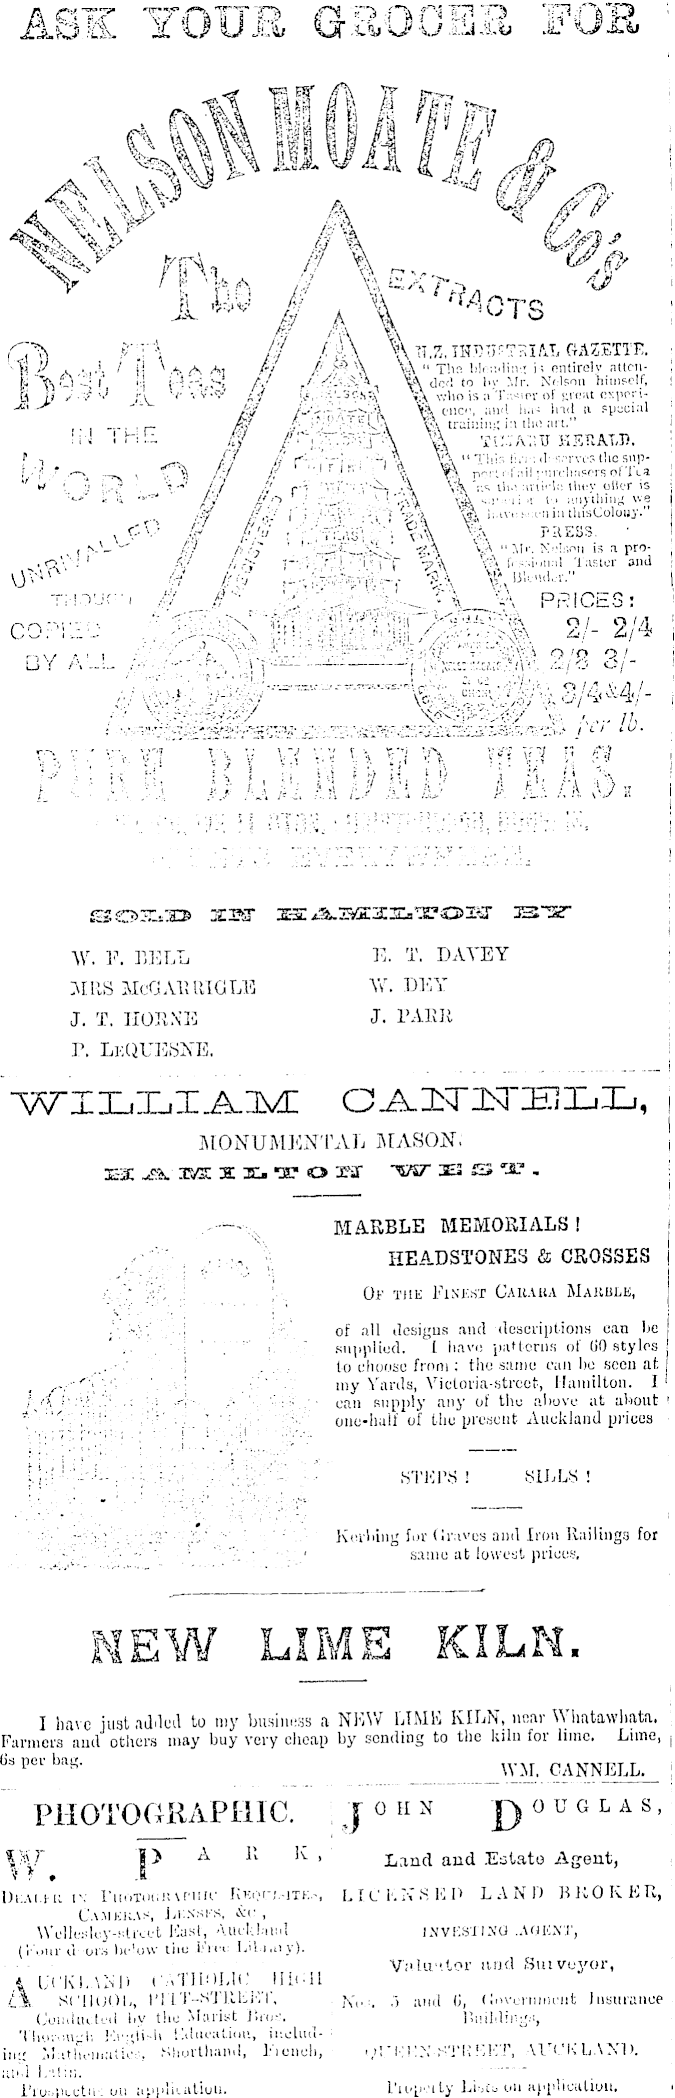 ASK YOUR GROCER FOR
NELSON MOATE & Co's
The
Best Teas
IN THE
WORLD
UNRIVALLED
THOUGH
COPIED
BY ALL
REGISTERED
TRADE MARK.
EXTRACTS
N.Z. INDUSTRIAL GAZETTE.
"The blending is entirely atten-
ded to by Mr. Nelson himself,
who is a Taster of great experi-
ence, and has had a special
training in the art."
TIMARU HERALD.
"This firm deserves the sup-
port of all purchasers of Tea
as the article they offer is
superior to anything we
have seen in this Colony."
PRESS.
"Mr. Nelson is a pro-
fessional Taster and
Blender."
PRICES:
2/- 2/4
2/8 3/-
3/4 & 4/-
per lb.
PURE BLENDED TEAS.
EVERYWHERE.
SOLD IN HAMILTON BY
W. F. BELL
MRS McGARRIGLE
J. T. HORNE
P. LeQUESNE.
E. T. DAVEY
W. DEY
J. PARR
WILLIAM CANNELL,
MONUMENTAL MASON,
HAMILTON WEST.
MARBLE MEMORIALS!
HEADSTONES & CROSSES
Of the Finest Carara Marble,
of all designs and descriptions can be
supplied. I have patterns of 60 styles
to choose from: the same can be seen at
my Yards, Victoria-street, Hamilton. I
can supply any of the above at about
one-half of the present Auckland prices
STEPS! SILLS!
Kerbing for Graves and Iron Railings for
same at lowest prices.
NEW LIME KILN.
I have just added to my business a NEW LIME KILN, near Whatawhata.
Farmers and others may buy very cheap by sending to the kiln for lime. Lime,
6s per bag.
WM. CANNELL.
PHOTOGRAPHIC.
W. PARK,
Dealer in Photographic Requisites,
Cameras, Lenses, &c,
Wellesley-street East, Auckland
(Four doors below the Free Library).
AUCKLAND CATHOLIC HIGH
SCHOOL, PITT-STREET,
Conducted by the Marist Bros.
Thorough English Education, includ-
ing Mathematics, Shorthand, French,
and Latin.
Prospectus on application.
JOHN DOUGLAS,
Land and Estate Agent,
LICENSED LAND BROKER,
INVESTING AGENT,
Valuator and Surveyor,
Nos. 5 and 6, Government Insurance
Buildings,
QUEEN-STREET, AUCKLAND.
Property Lists on application.